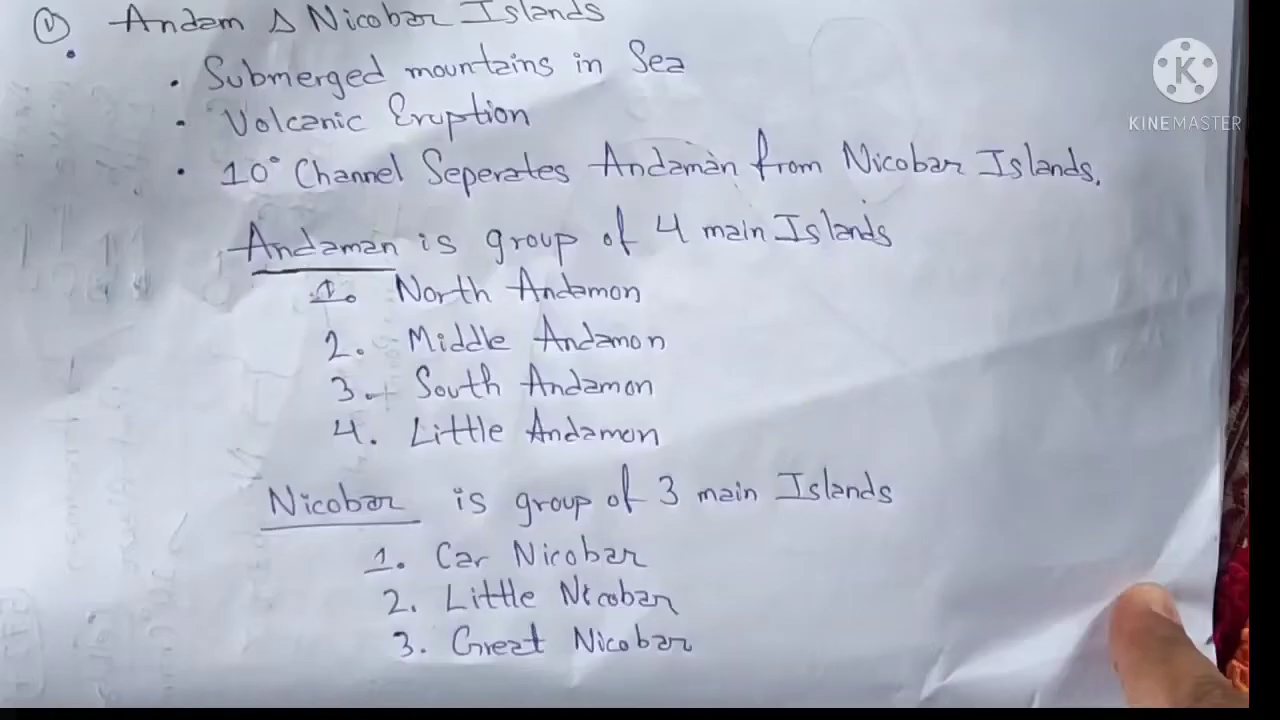 ① Andam & Nicobar Islands
• Submerged mountains in Sea
• Volcanic Eruption
• 10° Channel Seperates Andaman from Nicobar Islands.
Andaman is group of 4 main Islands
1. North Andamon
2. Middle Andamon
3. South Andamon
4. Little Andamon
Nicobar is group of 3 main Islands
1. Car Nicobar
2. Little Nicobar
3. Great Nicobar
K
KINEMASTER